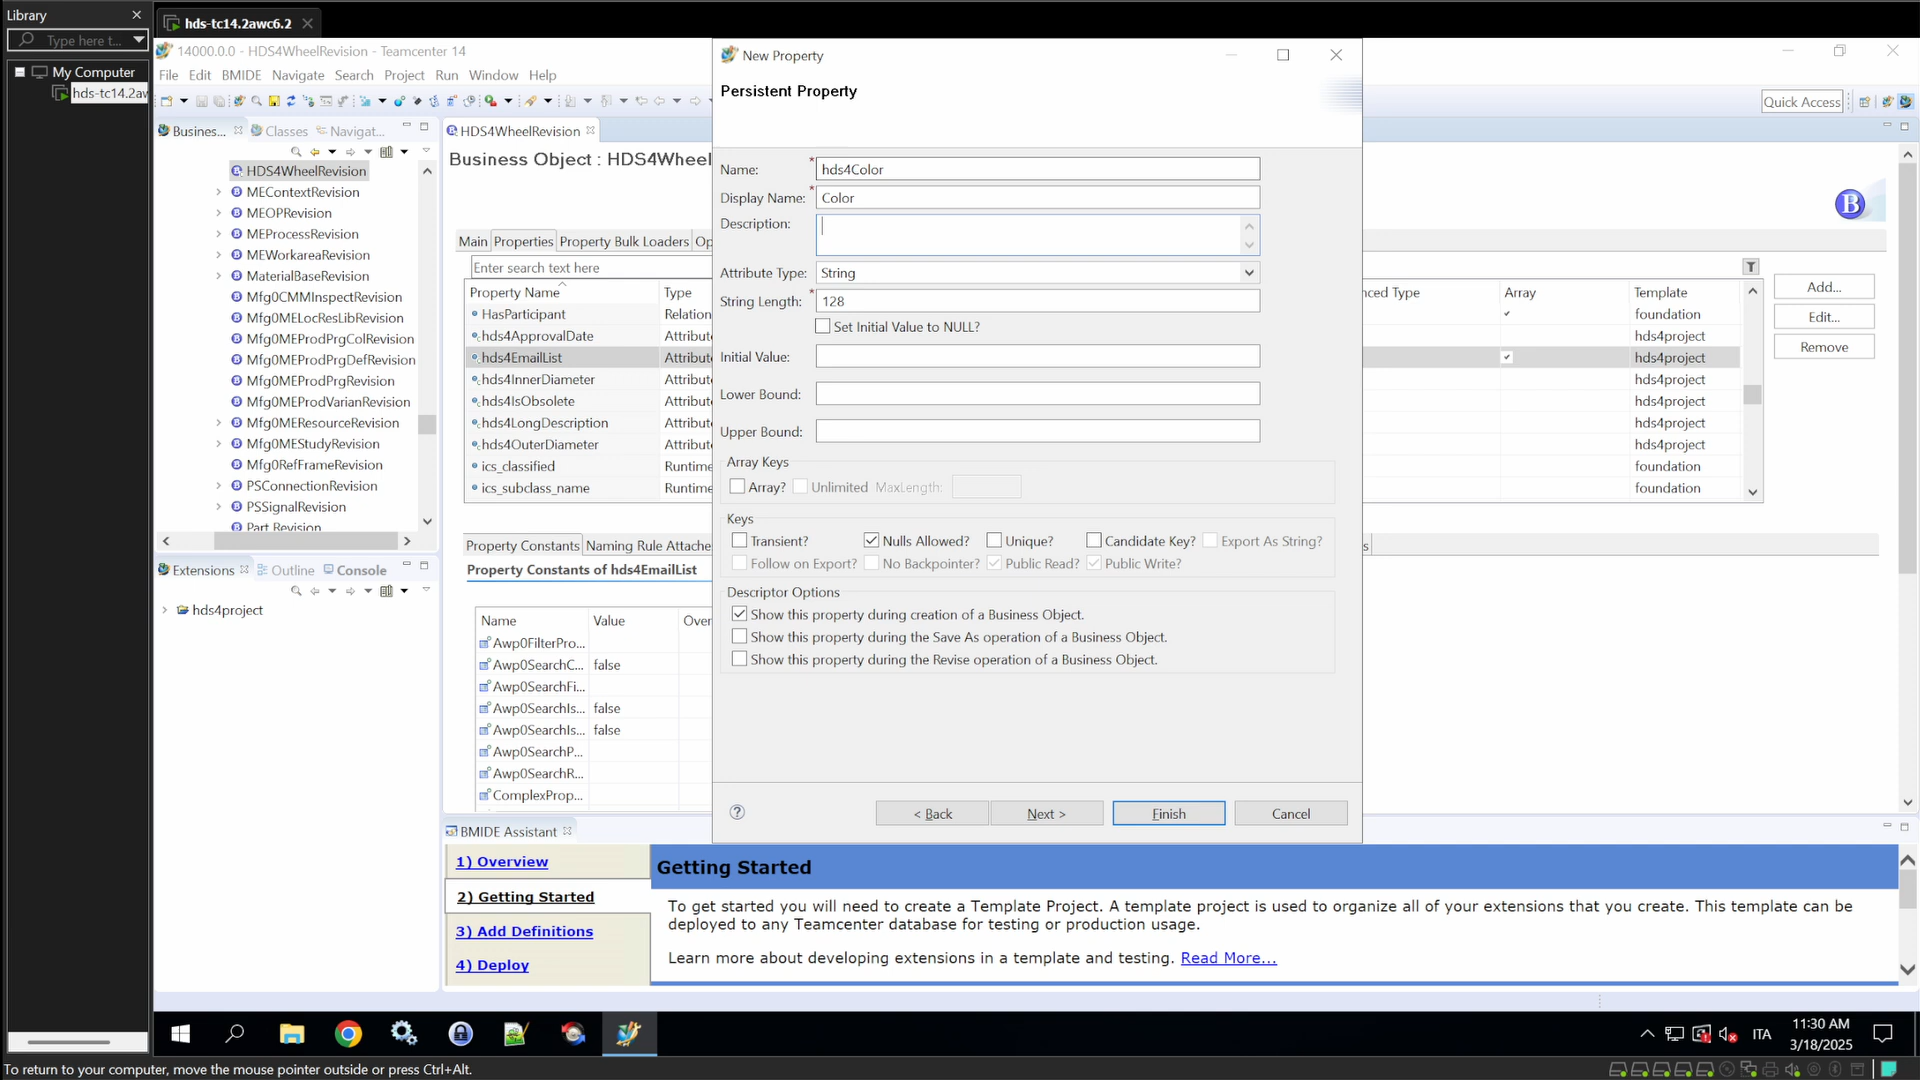 Library
hds-tc14.2awc6.2
Type here t...
My Computer
hds-tc14.2aw
14000.0.0 - HDS4WheelRevision - Teamcenter 14
File Edit BMIDE Navigate Search Project Run Window Help
Quick Access
Busines... Classes Navigat...
HDS4WheelRevision
MEContextRevision
MEOPRevision
MEProcessRevision
MEWorkareaRevision
MaterialBaseRevision
Mfg0CMMInspectRevision
Mfg0MELocResLibRevision
Mfg0MEProdPrgColRevision
Mfg0MEProdPrgDefRevision
Mfg0MEProdPrgRevision
Mfg0MEProdVarianRevision
Mfg0MEResourceRevision
Mfg0MEStudyRevision
Mfg0RefFrameRevision
PSConnectionRevision
PSSignalRevision
Part Revision
Extensions Outline Console
hds4project
HDS4WheelRevision
Business Object : HDS4Wheel
Main Properties Property Bulk Loaders Op
Enter search text here
Property Name Type
HasParticipant Relation
hds4ApprovalDate Attribute
hds4EmailList Attribute
hds4InnerDiameter Attribute
hds4IsObsolete Attribute
hds4LongDescription Attribute
hds4OuterDiameter Attribute
ics_classified Runtime
ics_subclass_name Runtime
nced Type Array Template
foundation
hds4project
hds4project
hds4project
hds4project
hds4project
hds4project
foundation
foundation
Add...
Edit...
Remove
Property Constants Naming Rule Attache
s
Property Constants of hds4EmailList
Name Value Over
Awp0FilterPro...
Awp0SearchC... false
Awp0SearchFi...
Awp0SearchIs... false
Awp0SearchIs... false
Awp0SearchP...
Awp0SearchR...
ComplexProp...
New Property
Persistent Property
Name: * hds4Color
Display Name: * Color
Description:
Attribute Type: String
String Length: * 128
Set Initial Value to NULL?
Initial Value:
Lower Bound:
Upper Bound:
Array Keys
Array? Unlimited MaxLength:
Keys
Transient? Nulls Allowed? Unique? Candidate Key? Export As String?
Follow on Export? No Backpointer? Public Read? Public Write?
Descriptor Options
Show this property during creation of a Business Object.
Show this property during the Save As operation of a Business Object.
Show this property during the Revise operation of a Business Object.
< Back Next > Finish Cancel
BMIDE Assistant
1) Overview
2) Getting Started
3) Add Definitions
4) Deploy
Getting Started
To get started you will need to create a Template Project. A template project is used to organize all of your extensions that you create. This template can be
deployed to any Teamcenter database for testing or production usage.
Learn more about developing extensions in a template and testing. Read More...
ITA
11:30 AM
3/18/2025
To return to your computer, move the mouse pointer outside or press Ctrl+Alt.